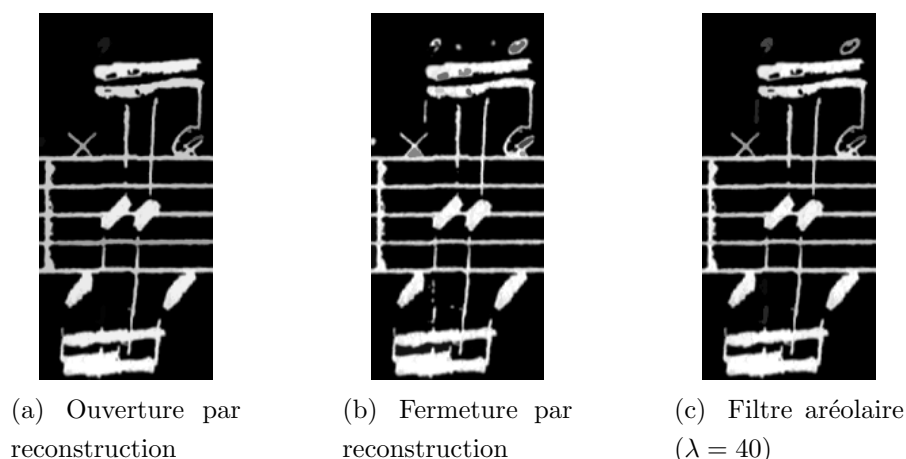 (a) Ouverture par
reconstruction
(b) Fermeture par
reconstruction
(c) Filtre aréolaire
(λ = 40)